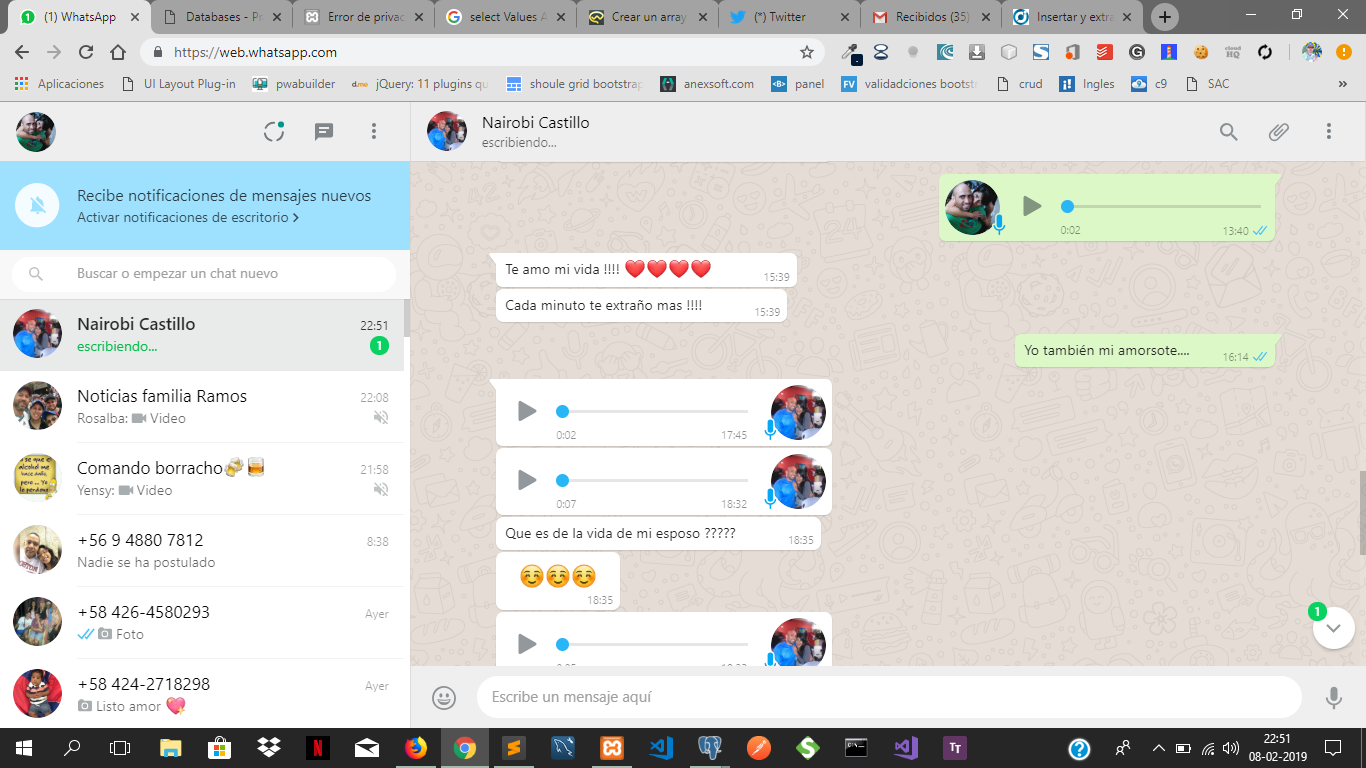 (1) WhatsApp
Databases - Pr
Error de privac
select Values A
Crear un array
(*) Twitter
Recibidos (35)
Insertar y extra
https://web.whatsapp.com
Aplicaciones
UI Layout Plug-in
pwabuilder
jQuery: 11 plugins qu
shoule grid bootstrap
anexsoft.com
panel
validadciones bootstr
crud
Ingles
c9
SAC
Nairobi Castillo
escribiendo...
Recibe notificaciones de mensajes nuevos
Activar notificaciones de escritorio
Buscar o empezar un chat nuevo
Nairobi Castillo
22:51
escribiendo...
1
Noticias familia Ramos
22:08
Rosalba: Video
Comando borracho🍻🥃
21:58
Yensy: Video
+56 9 4880 7812
8:38
Nadie se ha postulado
+58 426-4580293
Ayer
Foto
+58 424-2718298
Ayer
Listo amor 💖
0:02
13:40
Te amo mi vida !!!! ❤️❤️❤️❤️
15:39
Cada minuto te extraño mas !!!!
15:39
Yo también mi amorsote....
16:14
0:02
17:45
0:07
18:32
Que es de la vida de mi esposo ?????
18:35
☺️☺️☺️
18:35
1
Escribe un mensaje aquí
22:51
08-02-2019